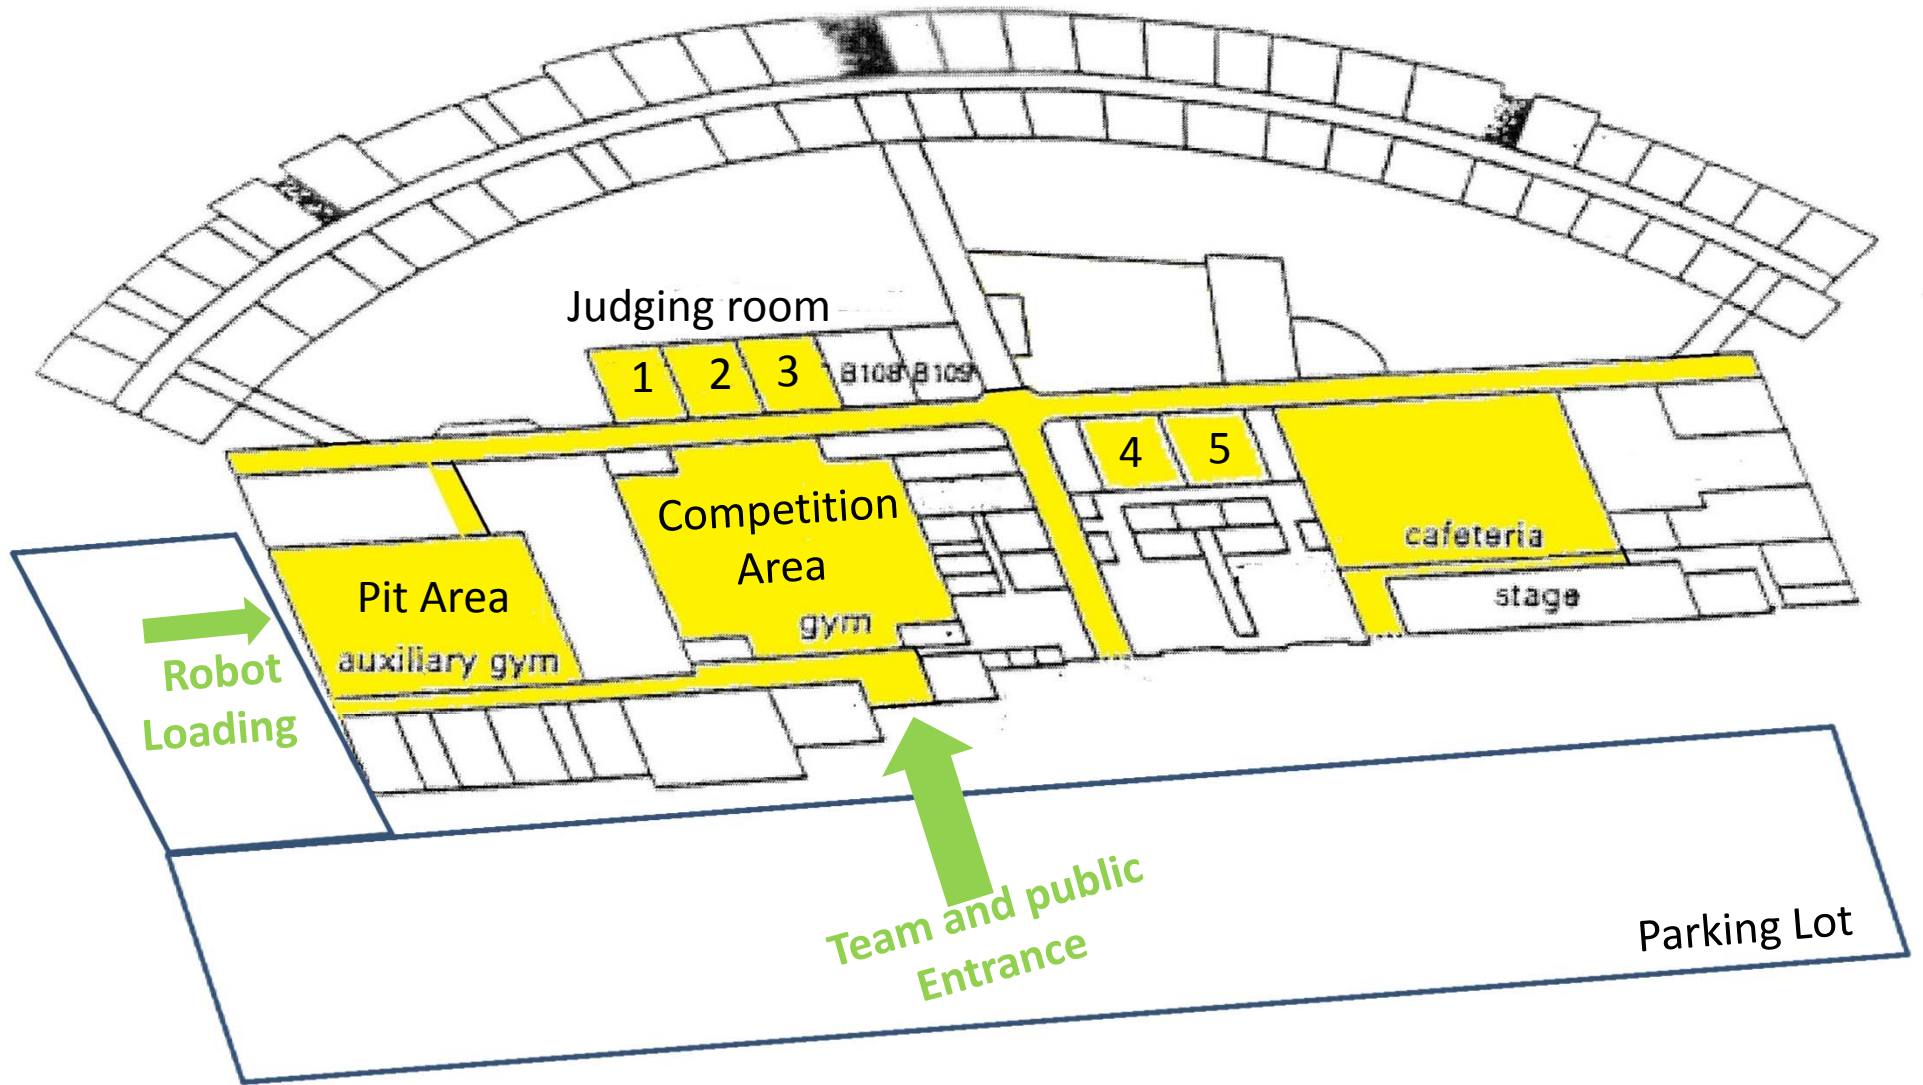 Judging room
1
2
3
B108
B109
4
5
Competition
Area
gym
cafeteria
stage
Pit Area
auxiliary gym
Robot
Loading
Team and public
Entrance
Parking Lot